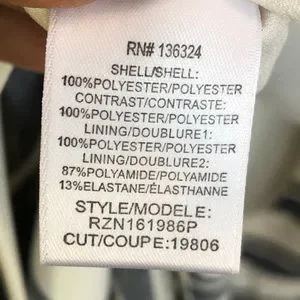 RN# 136324
SHELL/SHELL:
100%POLYESTER/POLYESTER
CONTRAST/CONTRASTE:
100%POLYESTER/POLYESTER
LINING/DOUBLURE1:
100%POLYESTER/POLYESTER
LINING/DOUBLURE2:
87%POLYAMIDE/POLYAMIDE
13%ELASTANE/ÉLASTHANNE
STYLE/MODELE:
RZN161986P
CUT/COUPE:19806